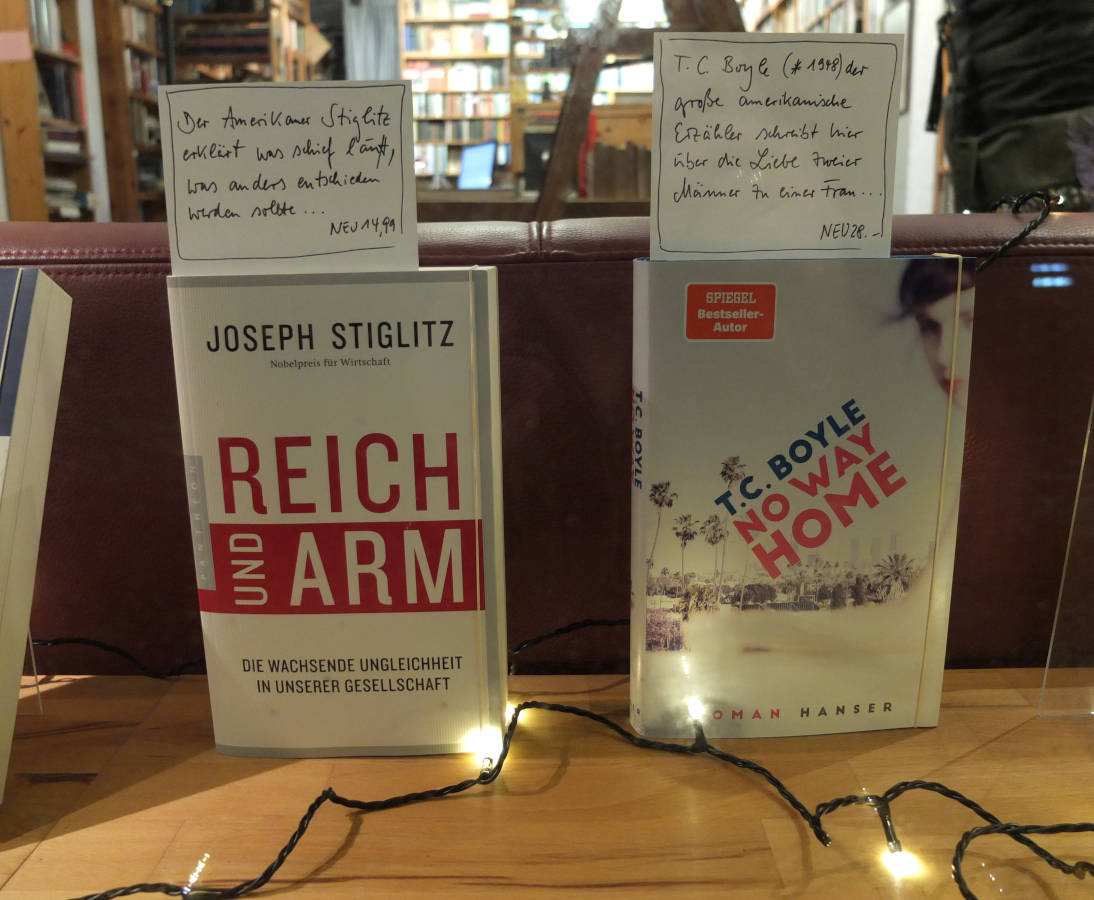 Der Amerikaner Stiglitz
erklärt was schief läuft,
was anders entschieden
werden sollte...
NEU 14,99
JOSEPH STIGLITZ
Nobelpreis für Wirtschaft
REICH
UND
ARM
PANTHEON
DIE WACHSENDE UNGLEICHHEIT
IN UNSERER GESELLSCHAFT
T. C. Boyle (*1948) der
große amerikanische
Erzähler schreibt hier
über die Liebe zweier
Männer zu einer Frau...
NEU 28.-
SPIEGEL
Bestseller-
Autor
T.C. BOYLE
NO WAY
HOME
T.C. BOYLE
ROMAN HANSER